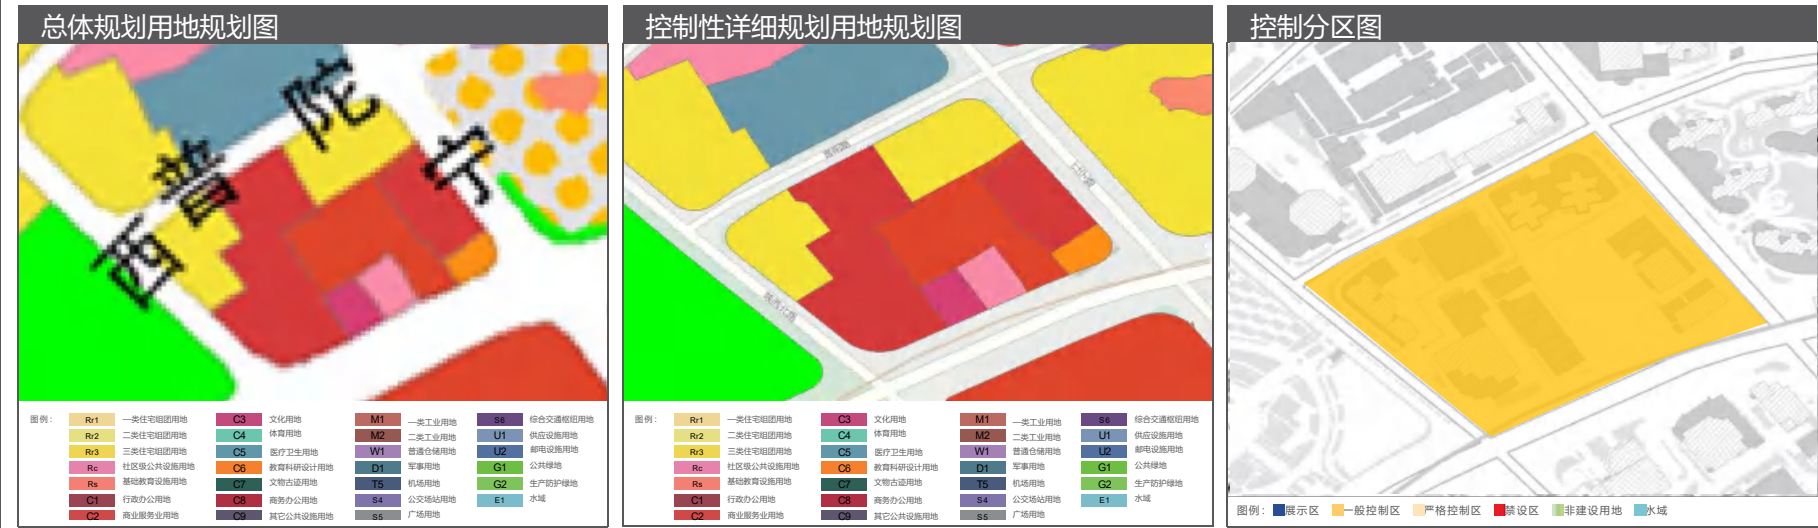 总体规划用地规划图
西
普
陀
宁
图例：
Rr1 一类住宅组团用地
Rr2 二类住宅组团用地
Rr3 三类住宅组团用地
Rc 社区级公共设施用地
Rs 基础教育设施用地
C1 行政办公用地
C2 商业服务业用地
C3 文化用地
C4 体育用地
C5 医疗卫生用地
C6 教育科研设计用地
C7 文物古迹用地
C8 商务办公用地
C9 其它公共设施用地
M1 一类工业用地
M2 二类工业用地
W1 普通仓储用地
D1 军事用地
T5 机场用地
S4 公交场站用地
S5 广场用地
S6 综合交通枢纽用地
U1 供应设施用地
U2 邮电设施用地
G1 公共绿地
G2 生产防护绿地
E1 水域
控制性详细规划用地规划图
陕西北路
图例：
Rr1 一类住宅组团用地
Rr2 二类住宅组团用地
Rr3 三类住宅组团用地
Rc 社区级公共设施用地
Rs 基础教育设施用地
C1 行政办公用地
C2 商业服务业用地
C3 文化用地
C4 体育用地
C5 医疗卫生用地
C6 教育科研设计用地
C7 文物古迹用地
C8 商务办公用地
C9 其它公共设施用地
M1 一类工业用地
M2 二类工业用地
W1 普通仓储用地
D1 军事用地
T5 机场用地
S4 公交场站用地
S5 广场用地
S6 综合交通枢纽用地
U1 供应设施用地
U2 邮电设施用地
G1 公共绿地
G2 生产防护绿地
E1 水域
控制分区图
图例：展示区 一般控制区 严格控制区 禁设区 非建设用地 水域